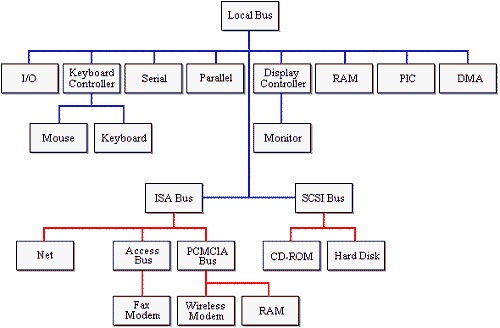 Local Bus
I/O
Keyboard
Controller
Serial
Parallel
Display
Controller
RAM
PIC
DMA
Mouse
Keyboard
Monitor
ISA Bus
SCSI Bus
Net
Access
Bus
PCMCIA
Bus
CD-ROM
Hard Disk
Fax
Modem
Wireless
Modem
RAM